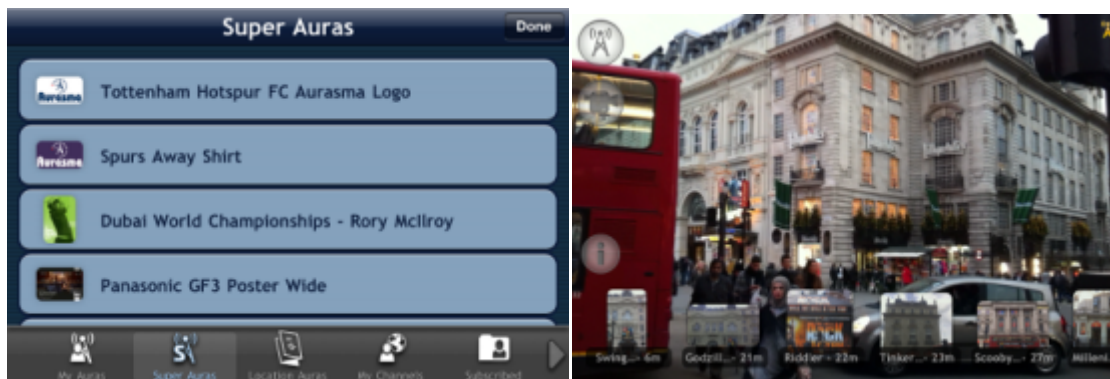 Super Auras
Done
Aurasma
Tottenham Hotspur FC Aurasma Logo
Aurasma
Spurs Away Shirt
Dubai World Championships - Rory McIlroy
Panasonic GF3 Poster Wide
My Auras
Super Auras
Location Auras
My Channels
Subscribed
ROCK
Swing...- 6m
Godzill...- 21m
Riddler - 22m
Tinker...- 23m
Scooby...- 27m
Milleni